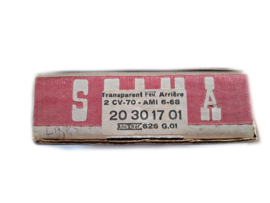 SEIMA
Transparent Feu Arrière
2 CV-70 - AMI 6-68
20 30 17 01
626 G.01